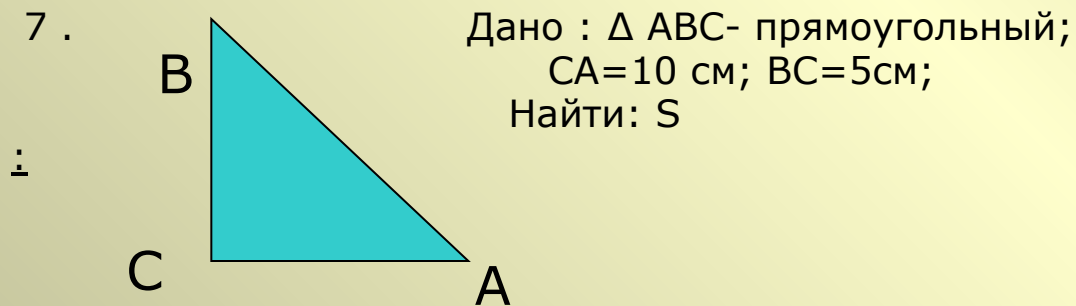 7 .
Дано : Δ АВС- прямоугольный;
СА=10 см; ВС=5см;
Найти: S
В
:
С
А